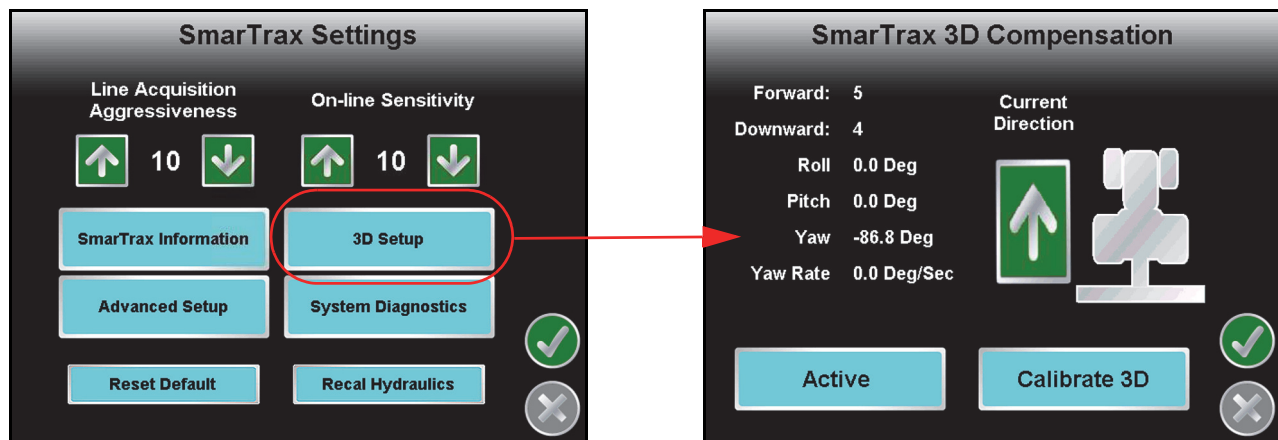 SmarTrax Settings
Line Acquisition
Aggressiveness
On-line Sensitivity
10
10
SmarTrax Information
3D Setup
Advanced Setup
System Diagnostics
Reset Default
Recal Hydraulics
SmarTrax 3D Compensation
Forward: 5
Downward: 4
Roll 0.0 Deg
Pitch 0.0 Deg
Yaw -86.8 Deg
Yaw Rate 0.0 Deg/Sec
Current
Direction
Active
Calibrate 3D